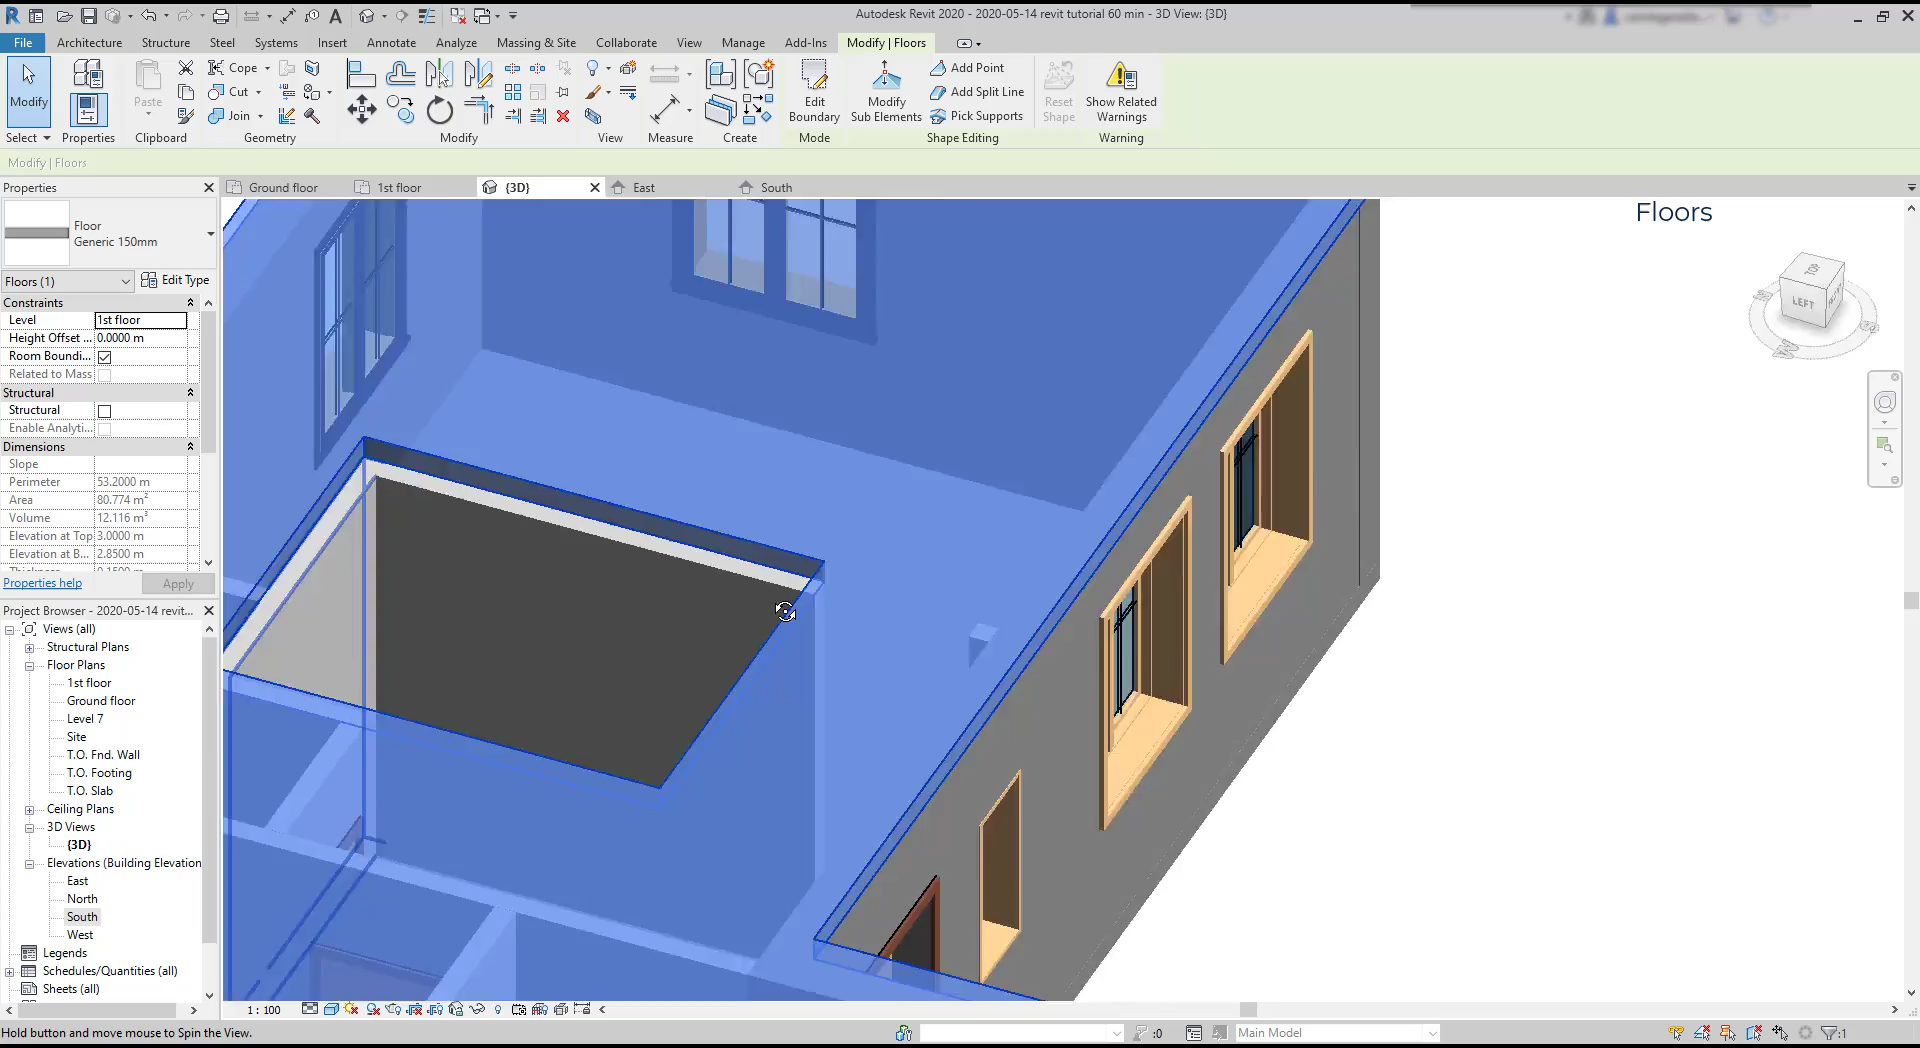 Autodesk Revit 2020 - 2020-05-14 revit tutorial 60 min - 3D View: {3D}
File Architecture Structure Steel Systems Insert Annotate Analyze Massing & Site Collaborate View Manage Add-Ins Modify | Floors
Modify
Select
Properties
Paste
Clipboard
Cope
Cut
Join
Geometry
Modify
View
Measure
Create
Edit
Boundary
Mode
Modify
Sub Elements
Add Point
Add Split Line
Pick Supports
Shape Editing
Reset
Shape
Show Related
Warnings
Warning
Modify | Floors
Properties
Ground floor
1st floor
{3D}
East
South
Floor
Generic 150mm
Floors (1)
Edit Type
Constraints
Level 1st floor
Height Offset ... 0.0000 m
Room Boundi...
Related to Mass
Structural
Structural
Enable Analyti...
Dimensions
Slope
Perimeter 53.2000 m
Area 80.774 m²
Volume 12.116 m³
Elevation at Top 3.0000 m
Elevation at B... 2.8500 m
Properties help
Apply
Project Browser - 2020-05-14 revit...
Views (all)
Structural Plans
Floor Plans
1st floor
Ground floor
Level 7
Site
T.O. Fnd. Wall
T.O. Footing
T.O. Slab
Ceiling Plans
3D Views
{3D}
Elevations (Building Elevation
East
North
South
West
Legends
Schedules/Quantities (all)
Sheets (all)
Floors
TOP
LEFT
1 : 100
Hold button and move mouse to Spin the View.
:0
Main Model
:1